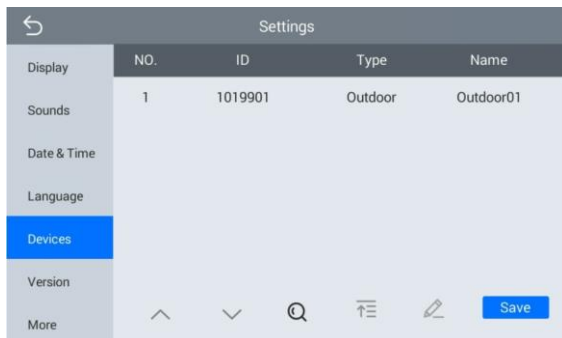 Settings
Display
Sounds
Date & Time
Language
Devices
Version
More
NO. ID Type Name
1 1019901 Outdoor Outdoor01
Save